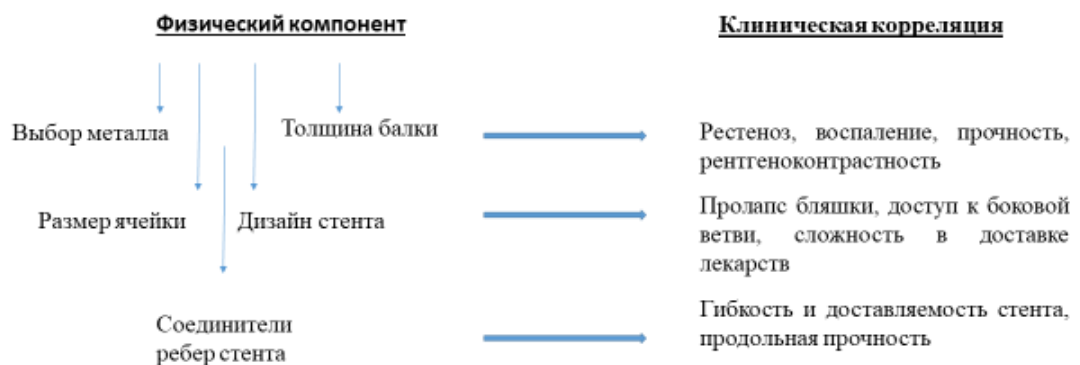 Физический компонент
Клиническая корреляция
Выбор металла
Толщина балки
Рестеноз, воспаление, прочность,
рентгеноконтрастность
Размер ячейки
Дизайн стента
Пролапс бляшки, доступ к боковой
ветви, сложность в доставке
лекарств
Соединители
ребер стента
Гибкость и доставляемость стента,
продольная прочность